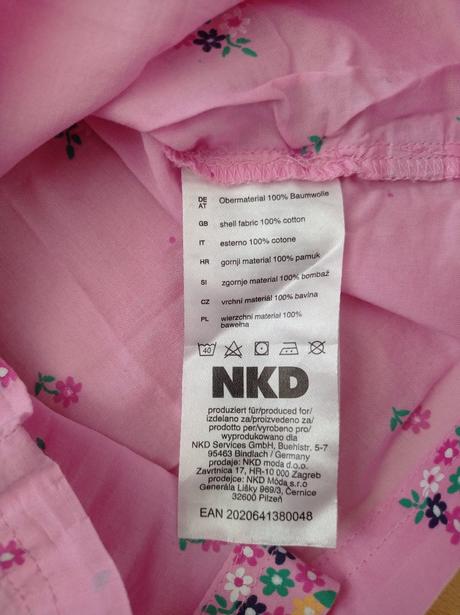 DE AT Obermaterial 100% Baumwolle
GB shell fabric 100% cotton
IT esterno 100% cotone
HR gornji material 100% pamuk
SI zgornje material 100% bombaž
CZ vrchní materiál 100% bavlna
PL wierzchni material 100%
bawełna
40
NKD
produziert für/produced for/
izdelano za/proizvedeno za/
prodotto per/vyrobeno pro/
wyprodukowano dla
NKD Services GmbH, Buehlstr. 5-7
95463 Bindlach / Germany
prodaje: NKD moda d.o.o.
Zavrtnica 17, HR-10 000 Zagreb
prodejce: NKD Móda s.r.o
Generála Lišky 969/3, Černice
32600 Plzeň
EAN 2020641380048